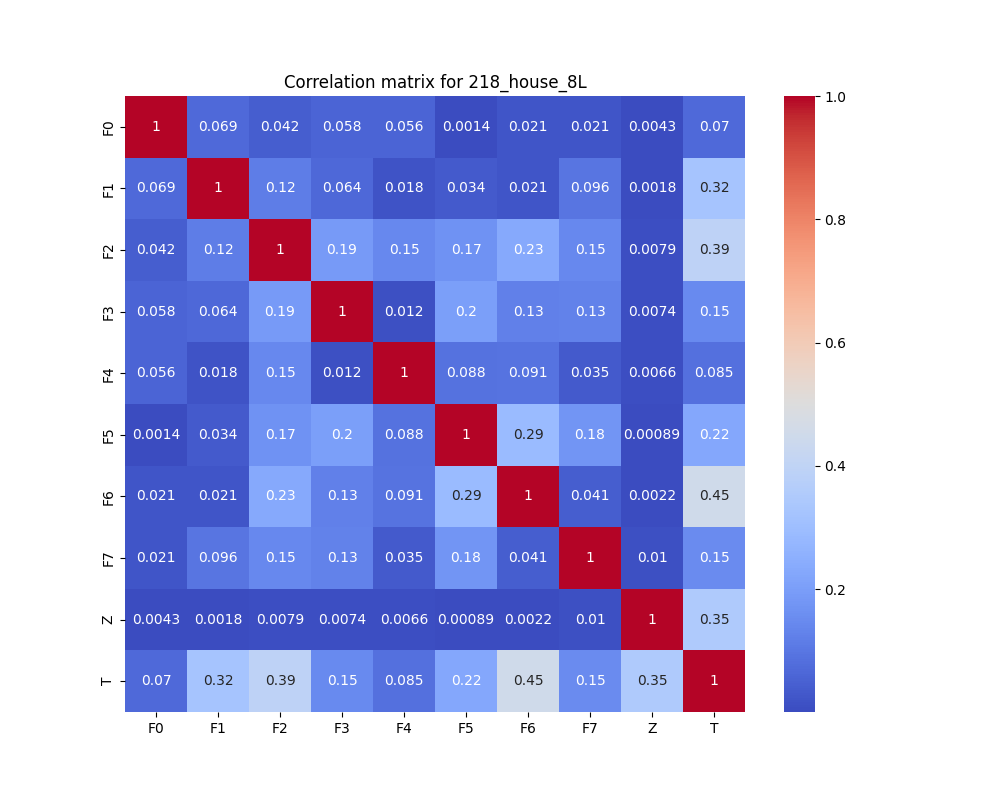 Correlation matrix for 218_house_8L
F0 1 0.069 0.042 0.058 0.056 0.0014 0.021 0.021 0.0043 0.07
F1 0.069 1 0.12 0.064 0.018 0.034 0.021 0.096 0.0018 0.32
F2 0.042 0.12 1 0.19 0.15 0.17 0.23 0.15 0.0079 0.39
F3 0.058 0.064 0.19 1 0.012 0.2 0.13 0.13 0.0074 0.15
F4 0.056 0.018 0.15 0.012 1 0.088 0.091 0.035 0.0066 0.085
F5 0.0014 0.034 0.17 0.2 0.088 1 0.29 0.18 0.00089 0.22
F6 0.021 0.021 0.23 0.13 0.091 0.29 1 0.041 0.0022 0.45
F7 0.021 0.096 0.15 0.13 0.035 0.18 0.041 1 0.01 0.15
Z 0.0043 0.0018 0.0079 0.0074 0.0066 0.00089 0.0022 0.01 1 0.35
T 0.07 0.32 0.39 0.15 0.085 0.22 0.45 0.15 0.35 1
F0 F1 F2 F3 F4 F5 F6 F7 Z T
1.0
0.8
0.6
0.4
0.2